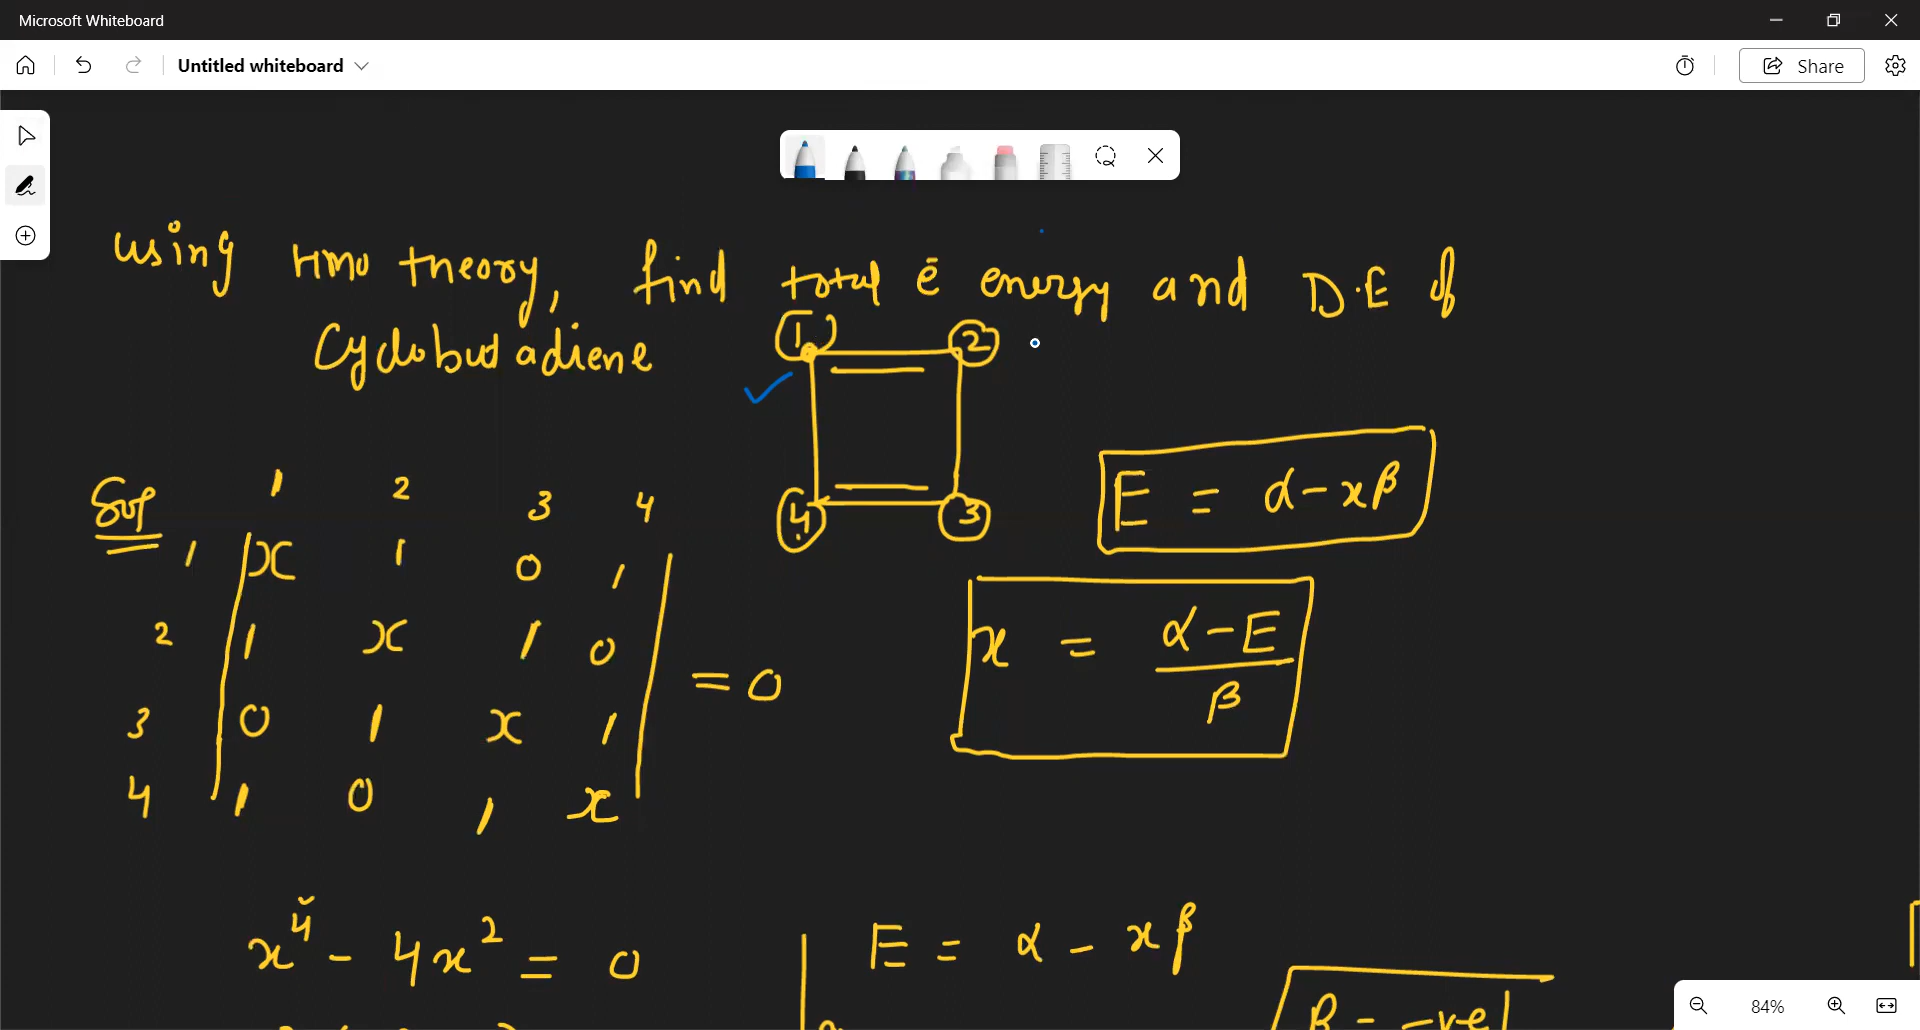 Microsoft Whiteboard
Untitled whiteboard
Share
using HMO theory, find total ē energy and D.E of
Cyclobutadiene
1 2
4 3
E = α - xβ
x = α - E / β
Sol
1 2 3 4
1 x 1 0 1
2 1 x 1 0
= 0
3 0 1 x 1
4 1 0 1 x
x⁴ - 4x² = 0
E = α - xβ
β = -ve
84%